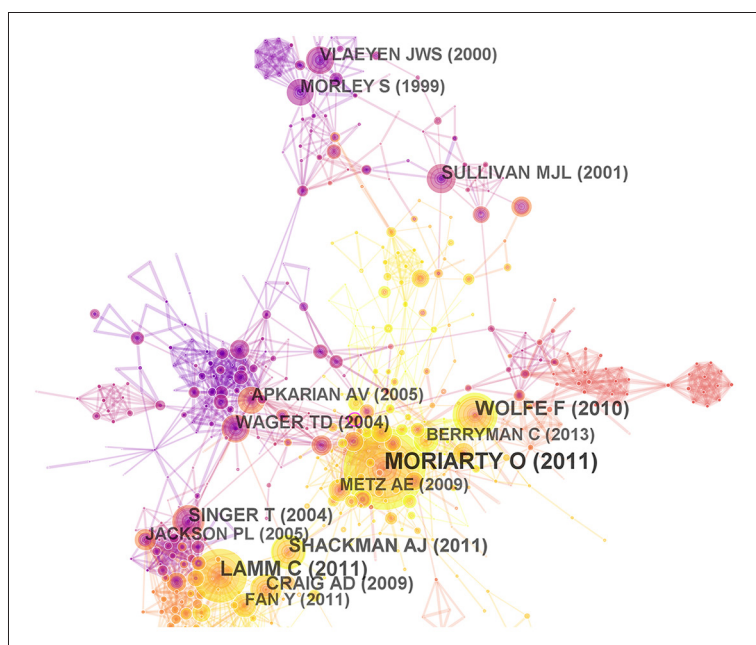 VLAEYEN JWS (2000)
MORLEY S (1999)
SULLIVAN MJL (2001)
APKARIAN AV (2005)
WOLFE F (2010)
WAGER TD (2004)
BERRYMAN C (2013)
MORIARTY O (2011)
METZ AE (2009)
SINGER T (2004)
JACKSON PL (2005)
SHACKMAN AJ (2011)
LAMM C (2011)
CRAIG AD (2009)
FAN Y (2011)